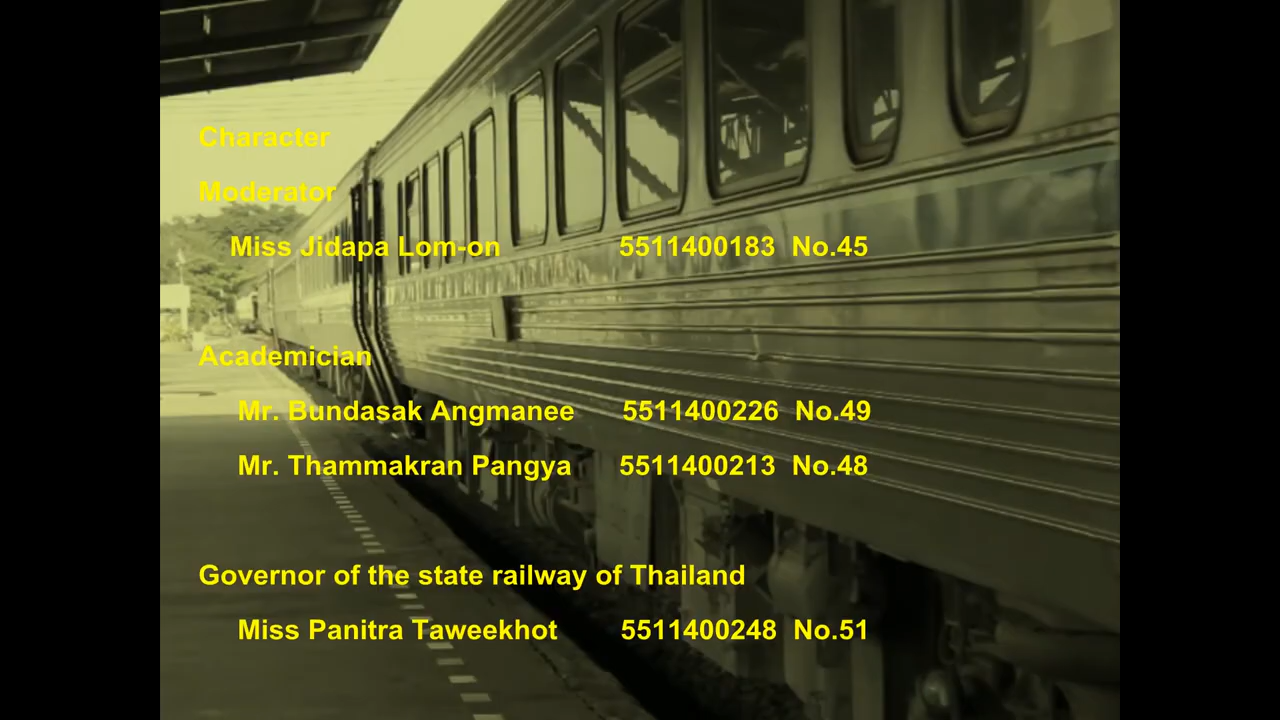 Character
Moderator
Miss Jidapa Lom-on 5511400183 No.45
Academician
Mr. Bundasak Angmanee 5511400226 No.49
Mr. Thammakran Pangya 5511400213 No.48
Governor of the state railway of Thailand
Miss Panitra Taweekhot 5511400248 No.51